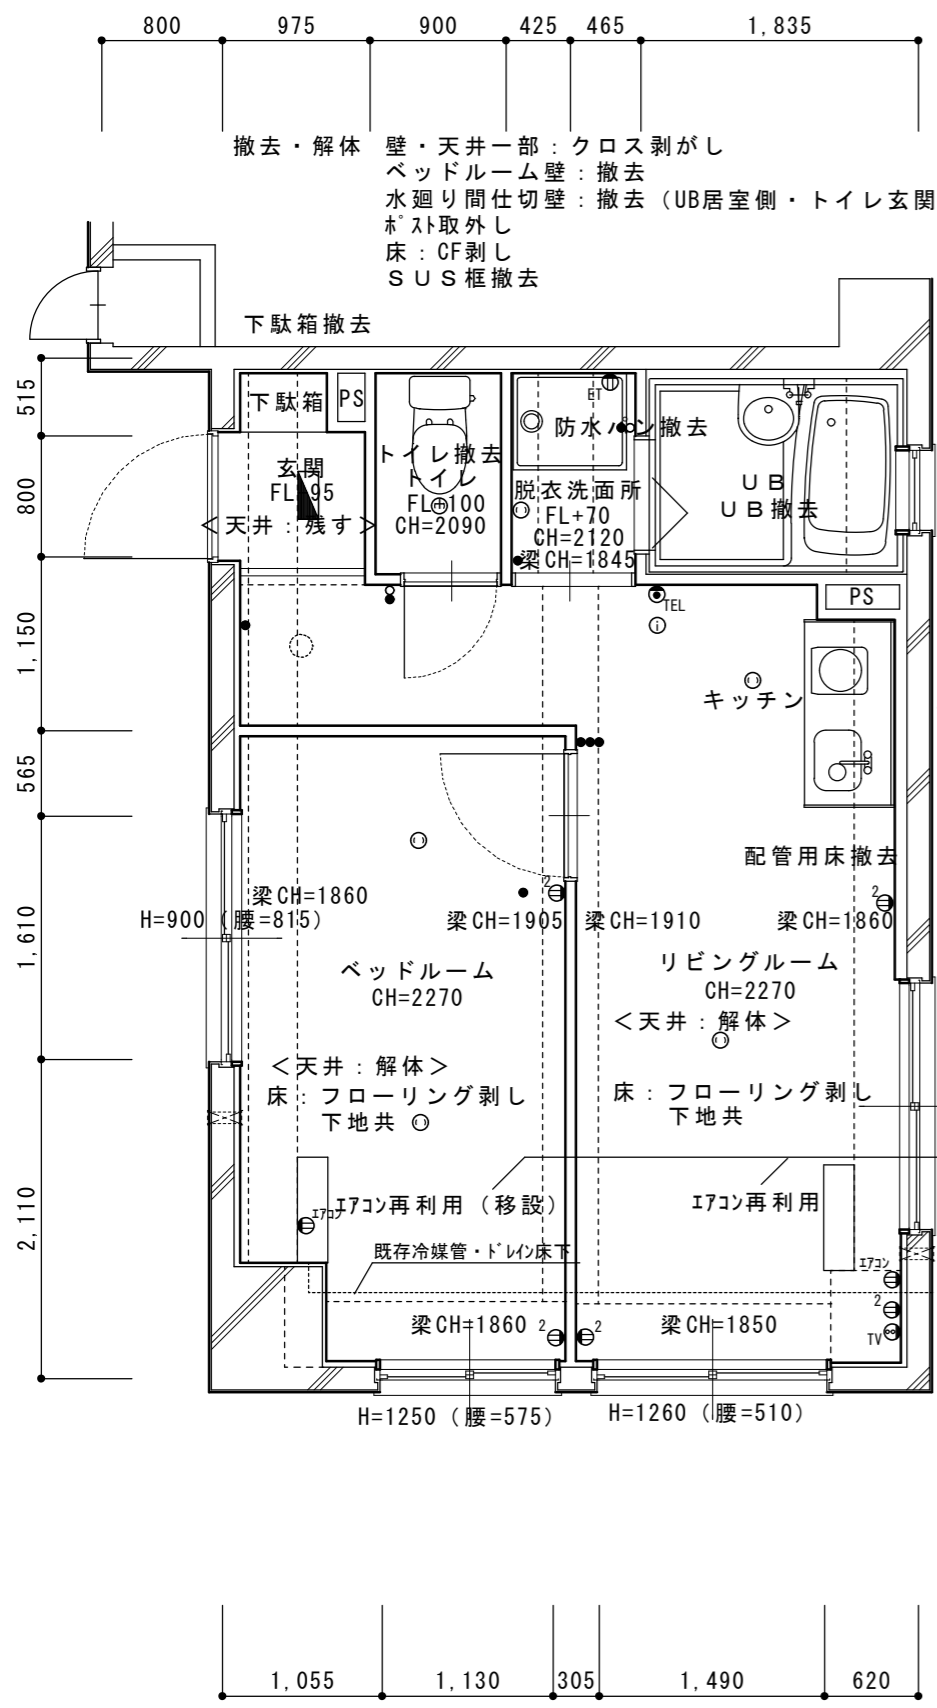 800 975 900 425 465 1,835
撤去・解体 壁・天井一部：クロス剥がし
ベッドルーム壁：撤去
水廻り間仕切壁：撤去（UB居室側・トイレ玄関
ﾎﾟｽﾄ取外し
床：CF剥し
ＳＵＳ框撤去
下駄箱撤去
515
800
1,150
565
1,610
2,110
下駄箱
PS
玄関
FL-95
＜天井：残す＞
トイレ撤去
トイレ
FL+100
CH=2090
ET
防水パン撤去
脱衣洗面所
FL+70
CH=2120
梁CH=1845
ＵＢ
ＵＢ撤去
PS
TEL
i
キッチン
配管用床撤去
2
梁CH=1860
H=900（腰=815）
2
梁CH=1905
梁CH=1910
梁CH=1860
ベッドルーム
CH=2270
リビングルーム
CH=2270
＜天井：解体＞
＜天井：解体＞
床：フローリング剥し
下地共
床：フローリング剥し
下地共
ｴｱｺﾝ
ｴｱｺﾝ再利用（移設）
ｴｱｺﾝ再利用
既存冷媒管・ﾄﾞﾚｲﾝ床下
ｴｱｺﾝ
2
TV
梁CH=1860
2
2
梁CH=1850
H=1250（腰=575）
H=1260（腰=510）
1,055 1,130 305 1,490 620